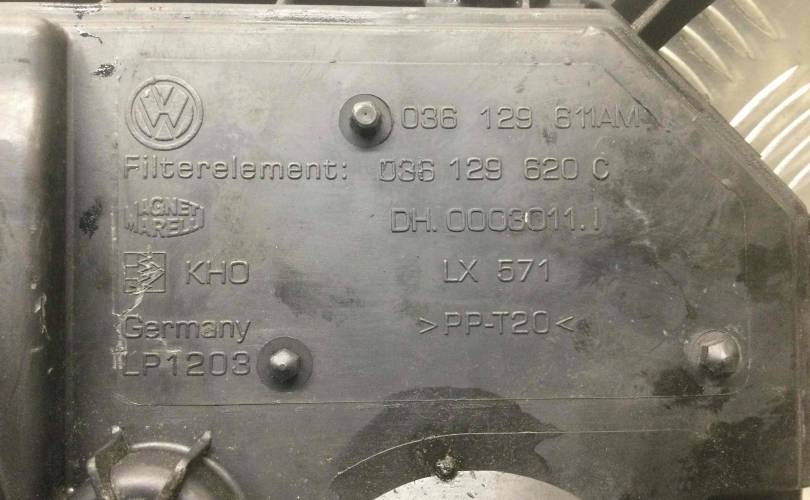 VW 036 129 611AM
Filterelement: 036 129 620 C
MAGNETI MARELLI DH.0003011.1
KHO LX 571
Germany >PP-T20<
LP1203